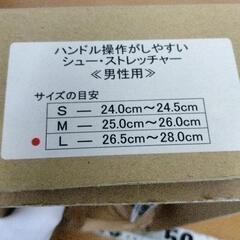 ハンドル操作がしやすい
シュー・ストレッチャー
≪男性用≫
サイズの目安
S — 24.0cm〜24.5cm
M — 25.0cm〜26.0cm
L — 26.5cm〜28.0cm